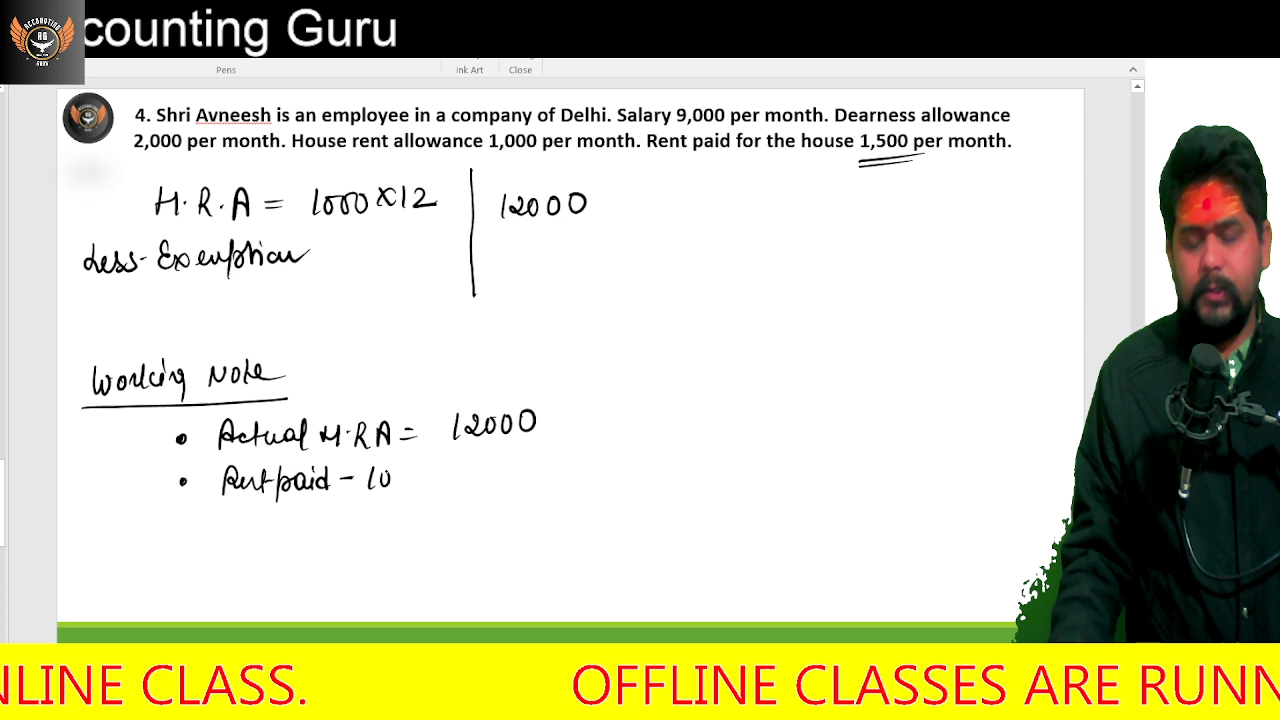 counting Guru
ACCOUNTING
AG
GURU
Pens
Ink Art
Close
4. Shri Avneesh is an employee in a company of Delhi. Salary 9,000 per month. Dearness allowance
2,000 per month. House rent allowance 1,000 per month. Rent paid for the house 1,500 per month.
H.R.A = 1000×12 | 12000
Less- Exemption
Working Note
• Actual H.R.A = 12000
• Rent paid - 10
NLINE CLASS. OFFLINE CLASSES ARE RUNN